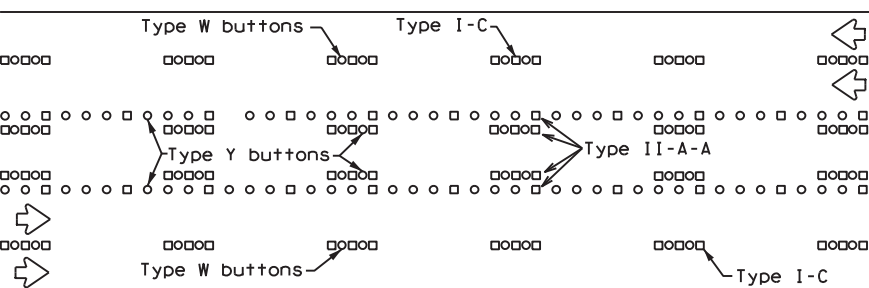 Type W buttons
Type I-C
Type Y buttons
Type II-A-A
Type W buttons
Type I-C